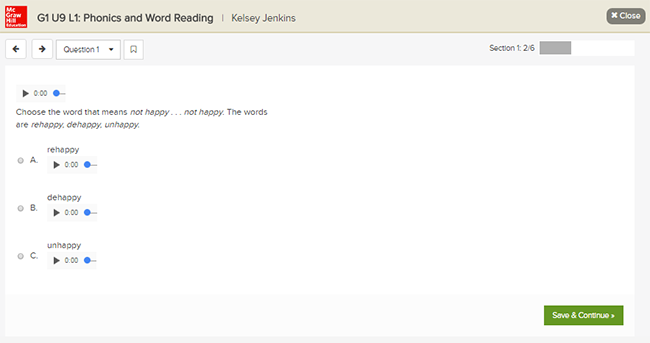 Mc
Graw
Hill
Education
G1 U9 L1: Phonics and Word Reading | Kelsey Jenkins
✖ Close
Question 1
Section 1: 2/6
0:00
Choose the word that means not happy . . . not happy. The words
are rehappy, dehappy, unhappy.
rehappy
A.
0:00
dehappy
B.
0:00
unhappy
C.
0:00
Save & Continue »